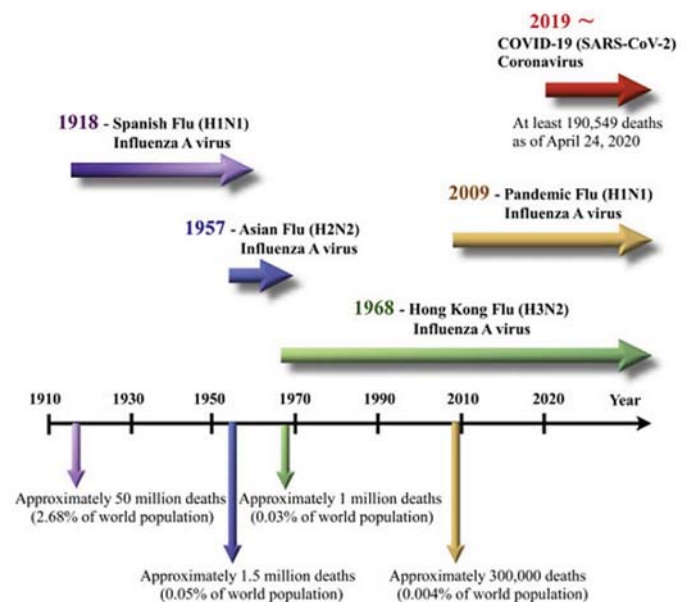 2019 ~
COVID-19 (SARS-CoV-2)
Coronavirus
At least 190,549 deaths
as of April 24, 2020
1918 - Spanish Flu (H1N1)
Influenza A virus
2009 - Pandemic Flu (H1N1)
Influenza A virus
1957 - Asian Flu (H2N2)
Influenza A virus
1968 - Hong Kong Flu (H3N2)
Influenza A virus
1910 1930 1950 1970 1990 2010 2020 Year
Approximately 50 million deaths
(2.68% of world population)
Approximately 1 million deaths
(0.03% of world population)
Approximately 1.5 million deaths
(0.05% of world population)
Approximately 300,000 deaths
(0.004% of world population)